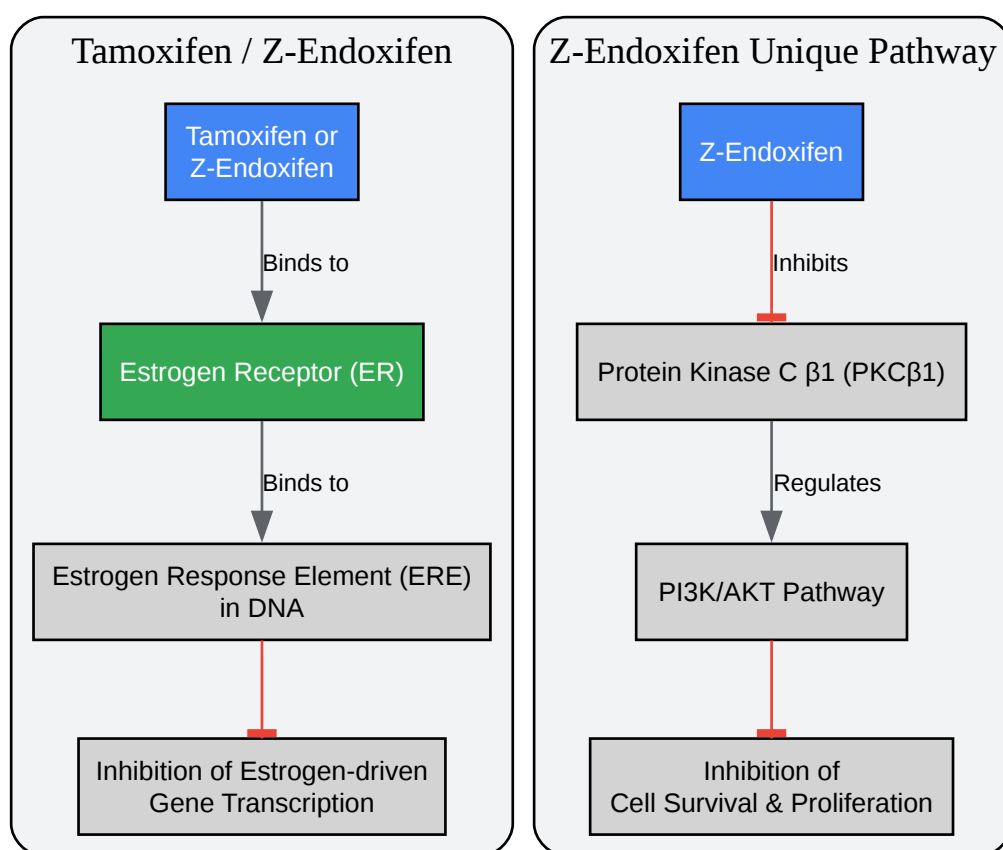 Tamoxifen / Z-Endoxifen
Tamoxifen or
Z-Endoxifen
Binds to
Estrogen Receptor (ER)
Binds to
Estrogen Response Element (ERE)
in DNA
Inhibition of Estrogen-driven
Gene Transcription
Z-Endoxifen Unique Pathway
Z-Endoxifen
Inhibits
Protein Kinase C β1 (PKCβ1)
Regulates
PI3K/AKT Pathway
Inhibition of
Cell Survival & Proliferation